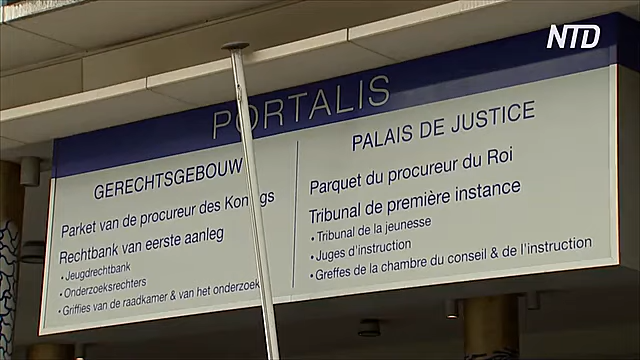 NTD
PORTALIS
GERECHTSGEBOUW
Parket van de procureur des Konings
Rechtbank van eerste aanleg
• Jeugdrechtbank
• Onderzoeksrechters
• Griffies van de raadkamer & van het onderzoek
PALAIS DE JUSTICE
Parquet du procureur du Roi
Tribunal de première instance
• Tribunal de la jeunesse
• Juges d'instruction
• Greffes de la chambre du conseil & de l'instruction